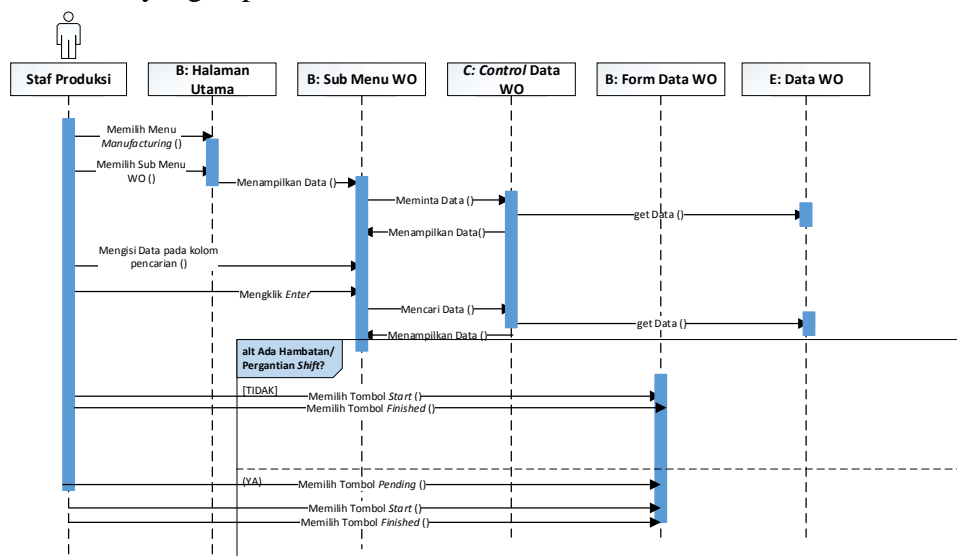 Staf Produksi
B: Halaman
Utama
B: Sub Menu WO
C: Control Data
WO
B: Form Data WO
E: Data WO
Memilih Menu
Manufacturing ()
Memilih Sub Menu
WO ()
Menampilkan Data ()
Meminta Data ()
get Data ()
Menampilkan Data()
Mengisi Data pada kolom
pencarian ()
Mengklik Enter
Mencari Data ()
get Data ()
Menampilkan Data ()
alt Ada Hambatan/
Pergantian Shift?
[TIDAK]
Memilih Tombol Start ()
Memilih Tombol Finished ()
(YA)
Memilih Tombol Pending ()
Memilih Tombol Start ()
Memilih Tombol Finished ()